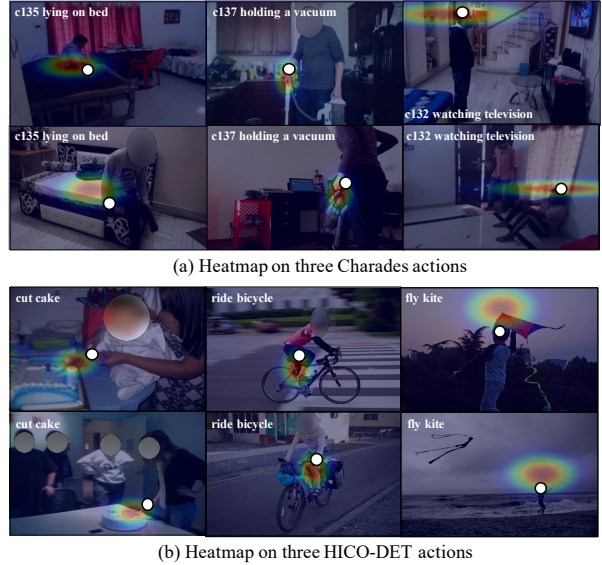 c135 lying on bed
c137 holding a vacuum
c132 watching television
c135 lying on bed
c137 holding a vacuum
c132 watching television
(a) Heatmap on three Charades actions
cut cake
ride bicycle
fly kite
cut cake
ride bicycle
fly kite
(b) Heatmap on three HICO-DET actions